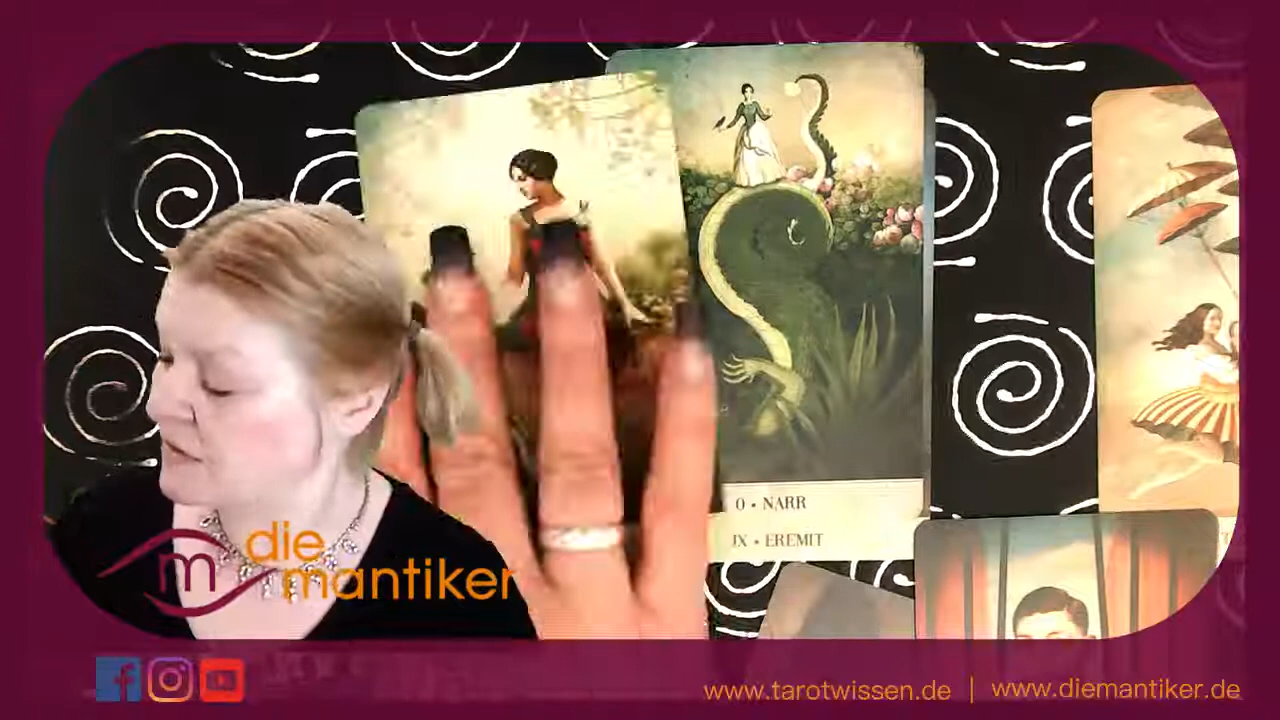 0 • NARR
IX • EREMIT
die
m mantiker
www.tarotwissen.de | www.diemantiker.de